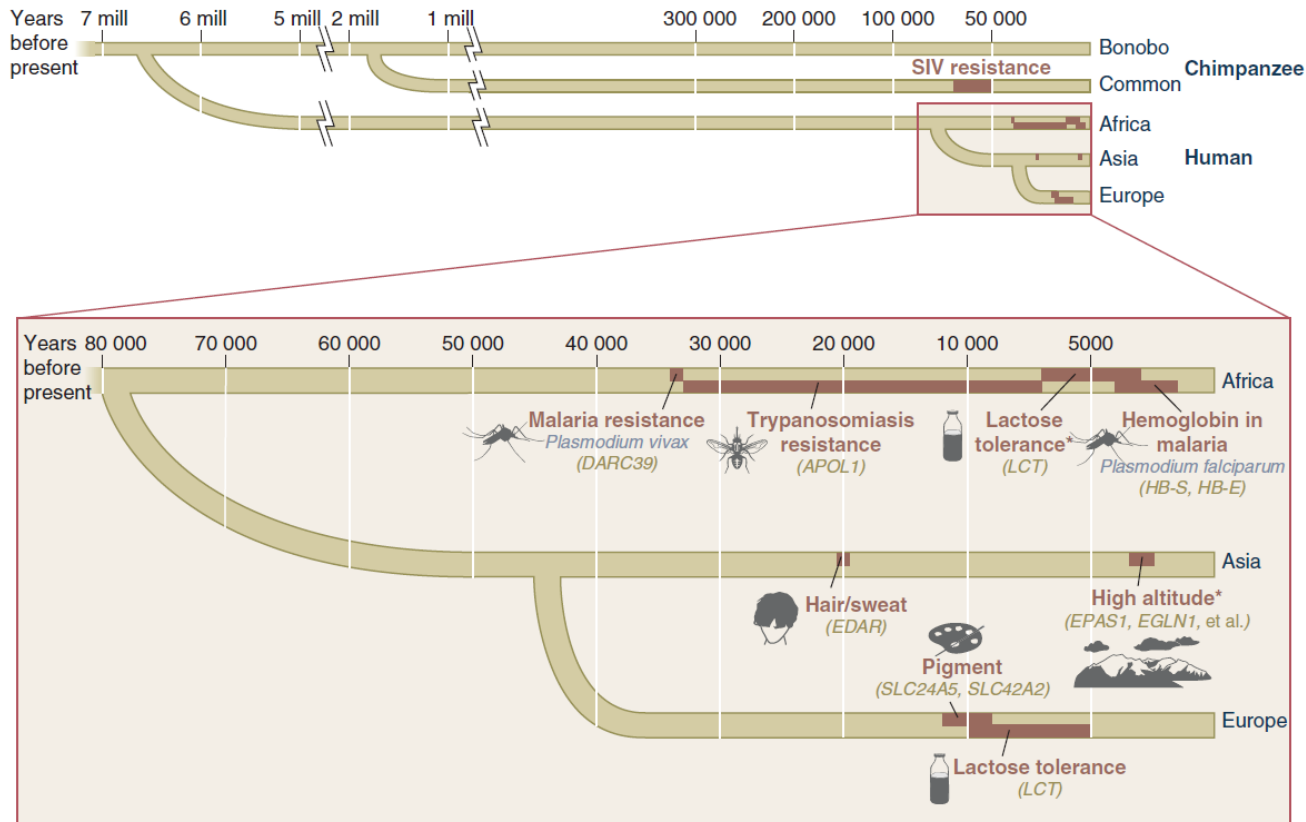 Years before present
7 mill 6 mill 5 mill 2 mill 1 mill 300 000 200 000 100 000 50 000
Bonobo
SIV resistance
Common
Chimpanzee
Africa
Asia
Human
Europe
Years before present
80 000 70 000 60 000 50 000 40 000 30 000 20 000 10 000 5000
Africa
Malaria resistance
Plasmodium vivax
(DARC39)
Trypanosomiasis
resistance
(APOL1)
Lactose
tolerance*
(LCT)
Hemoglobin in
malaria
Plasmodium falciparum
(HB-S, HB-E)
Asia
Hair/sweat
(EDAR)
High altitude*
(EPAS1, EGLN1, et al.)
Pigment
(SLC24A5, SLC42A2)
Europe
Lactose tolerance
(LCT)